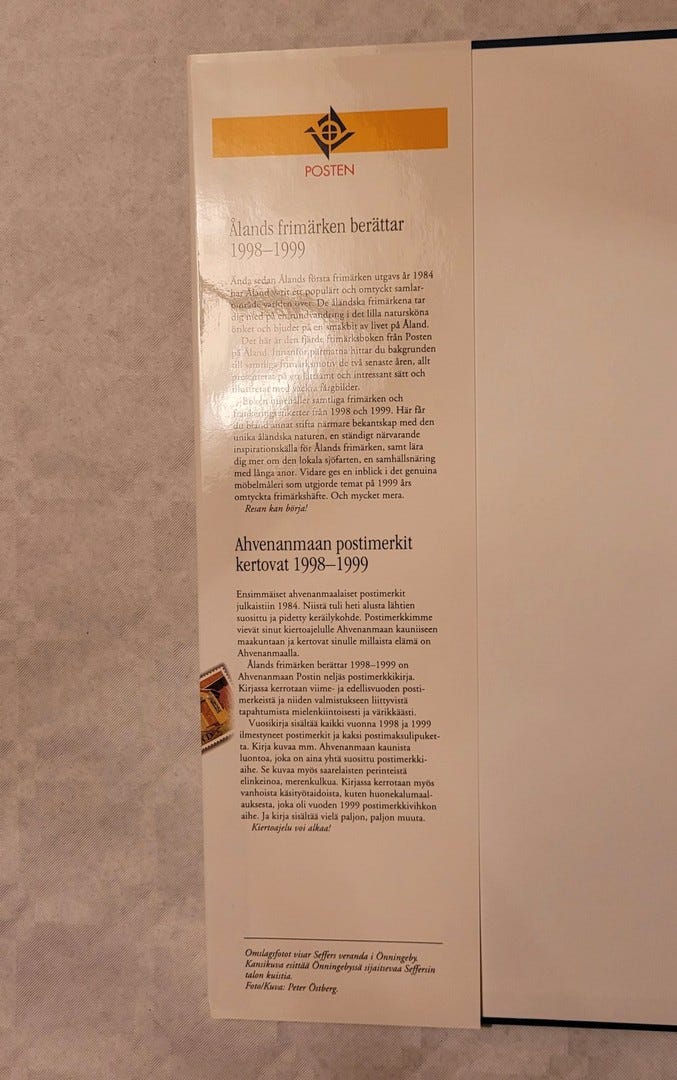 POSTEN
Ålands frimärken berättar
1998–1999
Ända sedan Ålands första frimärken utgavs år 1984
har Åland varit ett populärt och omtyckt samlar-
område världen över. De åländska frimärkena tar
dig med på en rundvandring i det lilla natursköna
öriket och bjuder på en smakbit av livet på Åland.
Det här är den fjärde frimärksboken från Posten
på Åland. Innanför pärmarna hittar du bakgrunden
till samtliga frimärksmotiv de två senaste åren, allt
presenterat på ett lättsamt och intressant sätt och
illustrerat med vackra färgbilder.
Boken innehåller samtliga frimärken och
frankeringsetiketter från 1998 och 1999. Här får
du bland annat stifta närmare bekantskap med den
unika åländska naturen, en ständigt närvarande
inspirationskälla för Ålands frimärken, samt lära
dig mer om den lokala sjöfarten, en samhällsnäring
med långa anor. Vidare ges en inblick i det genuina
möbelmåleri som utgjorde temat på 1999 års
omtyckta frimärkshäfte. Och mycket mera.
Resan kan börja!
Ahvenanmaan postimerkit
kertovat 1998–1999
Ensimmäiset ahvenanmaalaiset postimerkit
julkaistiin 1984. Niistä tuli heti alusta lähtien
suosittu ja pidetty keräilykohde. Postimerkkimme
vievät sinut kiertoajelulle Ahvenanmaan kauniiseen
maakuntaan ja kertovat sinulle millaista elämä on
Ahvenanmaalla.
Ålands frimärken berättar 1998–1999 on
Ahvenanmaan Postin neljäs postimerkkikirja.
Kirjassa kerrotaan viime- ja edellisvuoden posti-
merkeistä ja niiden valmistukseen liittyvistä
tapahtumista mielenkiintoisesti ja värikkäästi.
Vuosikirja sisältää kaikki vuonna 1998 ja 1999
ilmestyneet postimerkit ja kaksi postimaksulipuket-
ta. Kirja kuvaa mm. Ahvenanmaan kaunista
luontoa, joka on aina yhtä suosittu postimerkki-
aihe. Se kuvaa myös saarelaisten perinteistä
elinkeinoa, merenkulkua. Kirjassa kerrotaan myös
vanhoista käsityötaidoista, kuten huonekalumaal-
auksesta, joka oli vuoden 1999 postimerkkivihkon
aihe. Ja kirja sisältää vielä paljon, paljon muuta.
Kiertoajelu voi alkaa!
Omslagsfotot visar Seffers veranda i Önningeby.
Kansikuva esittää Önningebyssä sijaitsevaa Seffersin
talon kuistia.
Foto/Kuva: Peter Östberg.